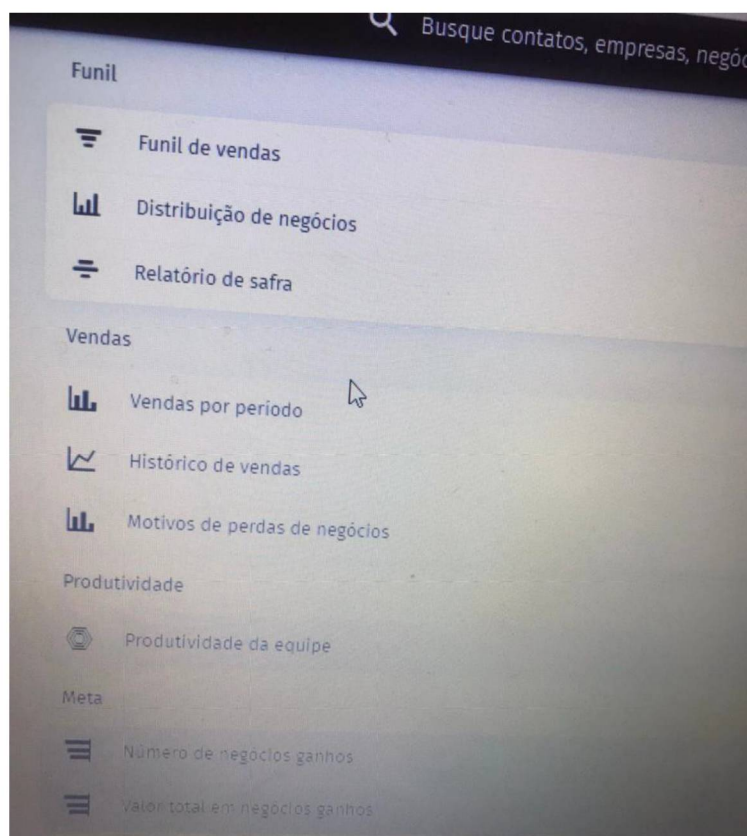 Busque contatos, empresas, negóc
Funil
Funil de vendas
Distribuição de negócios
Relatório de safra
Vendas
Vendas por período
Histórico de vendas
Motivos de perdas de negócios
Produtividade
Produtividade da equipe
Meta
Número de negócios ganhos
Valor total em negócios ganhos